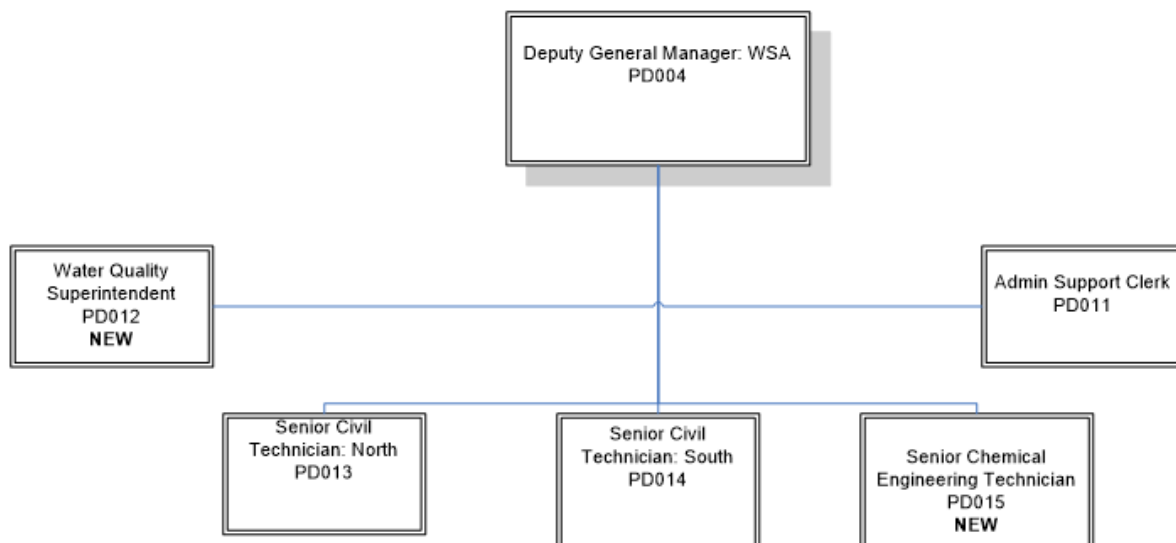 Deputy General Manager: WSA
PD004
Water Quality
Superintendent
PD012
NEW
Admin Support Clerk
PD011
Senior Civil
Technician: North
PD013
Senior Civil
Technician: South
PD014
Senior Chemical
Engineering Technician
PD015
NEW